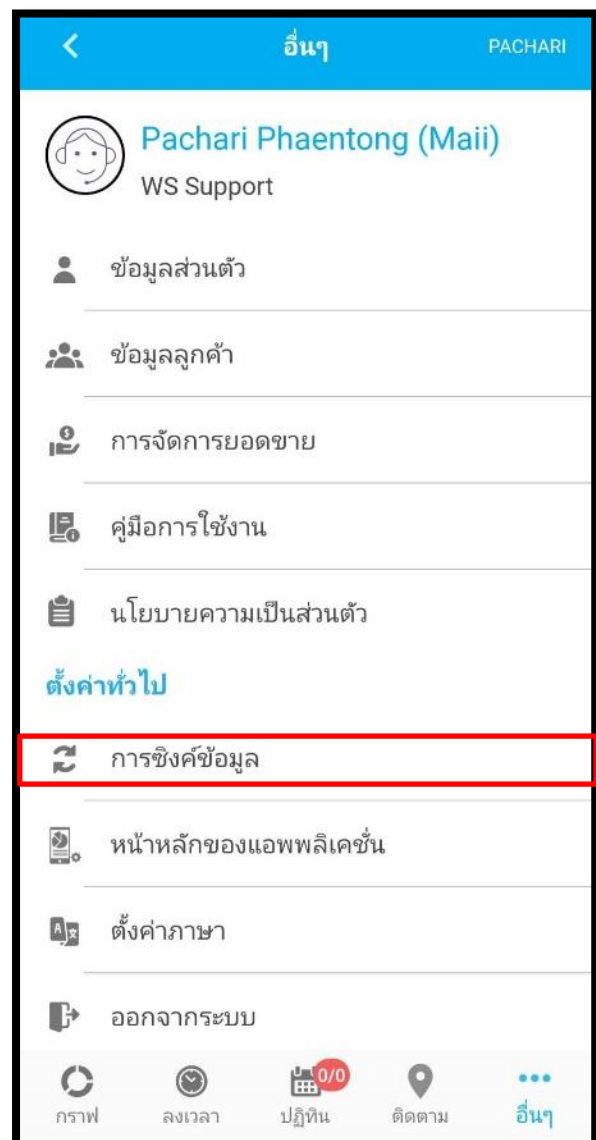 อื่นๆ PACHARI
Pachari Phaentong (Maii)
WS Support
ข้อมูลส่วนตัว
ข้อมูลลูกค้า
การจัดการยอดขาย
คู่มือการใช้งาน
นโยบายความเป็นส่วนตัว
ตั้งค่าทั่วไป
การซิงค์ข้อมูล
หน้าหลักของแอพพลิเคชั่น
ตั้งค่าภาษา
ออกจากระบบ
0/0
กราฟ ลงเวลา ปฏิทิน ติดตาม อื่นๆ